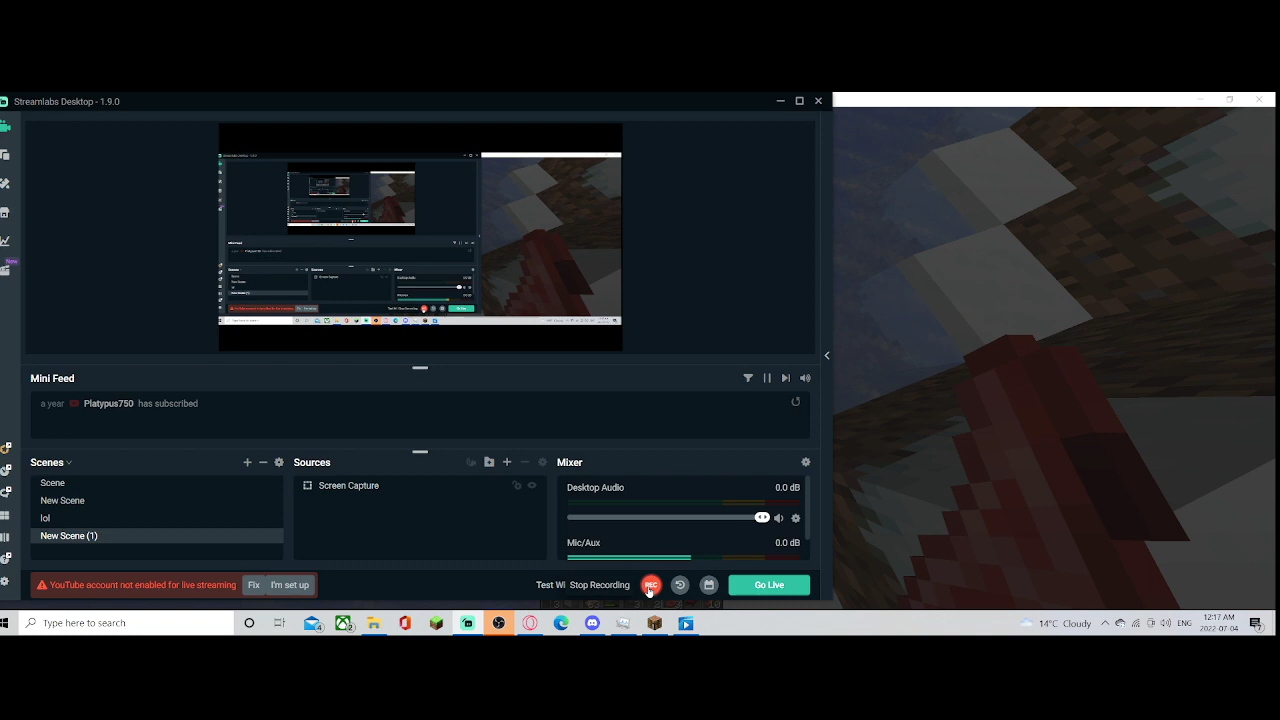 Streamlabs Desktop - 1.9.0
New
Mini Feed
a year Platypus750 has subscribed
Scenes
Sources
Mixer
Scene
New Scene
lol
New Scene (1)
Screen Capture
Desktop Audio 0.0 dB
Mic/Aux 0.0 dB
YouTube account not enabled for live streaming Fix I'm set up
Test Wi Stop Recording REC Go Live
Type here to search
14°C Cloudy ENG 12:17 AM
2022-07-04